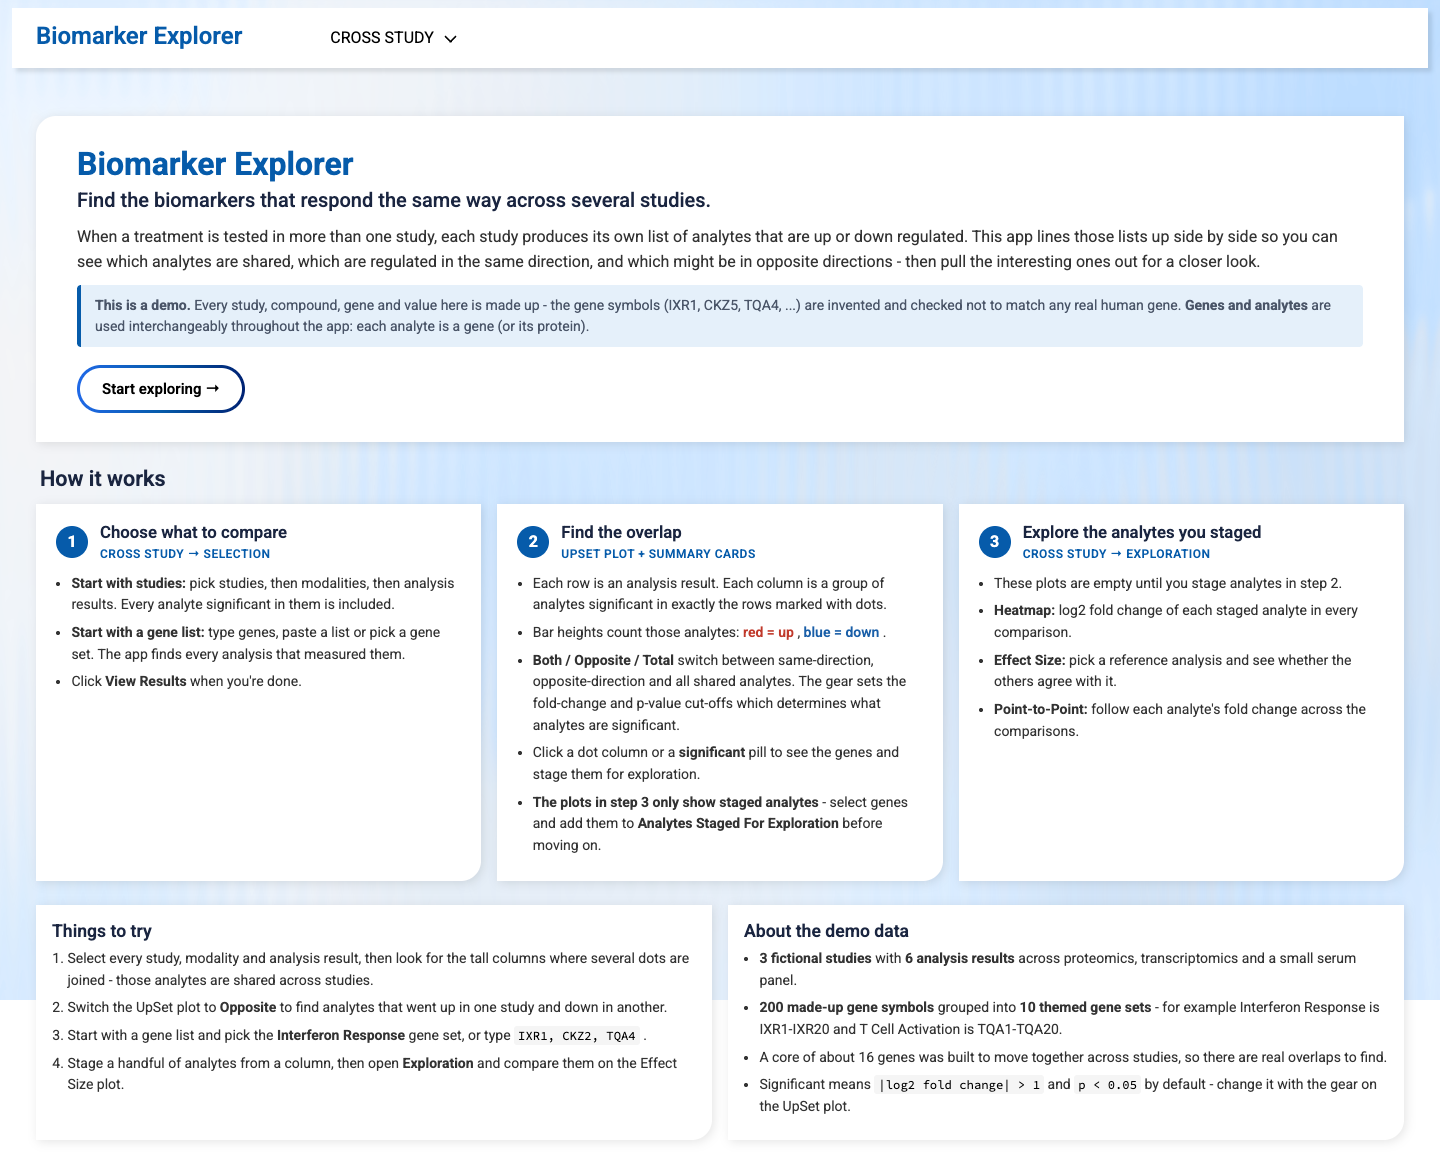 Biomarker Explorer
CROSS STUDY
Biomarker Explorer
Find the biomarkers that respond the same way across several studies.
When a treatment is tested in more than one study, each study produces its own list of analytes that are up or down regulated. This app lines those lists up side by side so you can
see which analytes are shared, which are regulated in the same direction, and which might be in opposite directions - then pull the interesting ones out for a closer look.
This is a demo. Every study, compound, gene and value here is made up - the gene symbols (IXR1, CKZ5, TQA4, ...) are invented and checked not to match any real human gene. Genes and analytes are
used interchangeably throughout the app: each analyte is a gene (or its protein).
Start exploring →
How it works
1
Choose what to compare
CROSS STUDY → SELECTION
• Start with studies: pick studies, then modalities, then analysis
results. Every analyte significant in them is included.
• Start with a gene list: type genes, paste a list or pick a gene
set. The app finds every analysis that measured them.
• Click View Results when you're done.
2
Find the overlap
UPSET PLOT + SUMMARY CARDS
• Each row is an analysis result. Each column is a group of
analytes significant in exactly the rows marked with dots.
• Bar heights count those analytes: red = up , blue = down .
• Both / Opposite / Total switch between same-direction,
opposite-direction and all shared analytes. The gear sets the
fold-change and p-value cut-offs which determines what
analytes are significant.
• Click a dot column or a significant pill to see the genes and
stage them for exploration.
• The plots in step 3 only show staged analytes - select genes
and add them to Analytes Staged For Exploration before
moving on.
3
Explore the analytes you staged
CROSS STUDY → EXPLORATION
• These plots are empty until you stage analytes in step 2.
• Heatmap: log2 fold change of each staged analyte in every
comparison.
• Effect Size: pick a reference analysis and see whether the
others agree with it.
• Point-to-Point: follow each analyte's fold change across the
comparisons.
Things to try
1. Select every study, modality and analysis result, then look for the tall columns where several dots are
joined - those analytes are shared across studies.
2. Switch the UpSet plot to Opposite to find analytes that went up in one study and down in another.
3. Start with a gene list and pick the Interferon Response gene set, or type IXR1, CKZ2, TQA4 .
4. Stage a handful of analytes from a column, then open Exploration and compare them on the Effect
Size plot.
About the demo data
• 3 fictional studies with 6 analysis results across proteomics, transcriptomics and a small serum
panel.
• 200 made-up gene symbols grouped into 10 themed gene sets - for example Interferon Response is
IXR1-IXR20 and T Cell Activation is TQA1-TQA20.
• A core of about 16 genes was built to move together across studies, so there are real overlaps to find.
• Significant means |log2 fold change| > 1 and p < 0.05 by default - change it with the gear on
the UpSet plot.